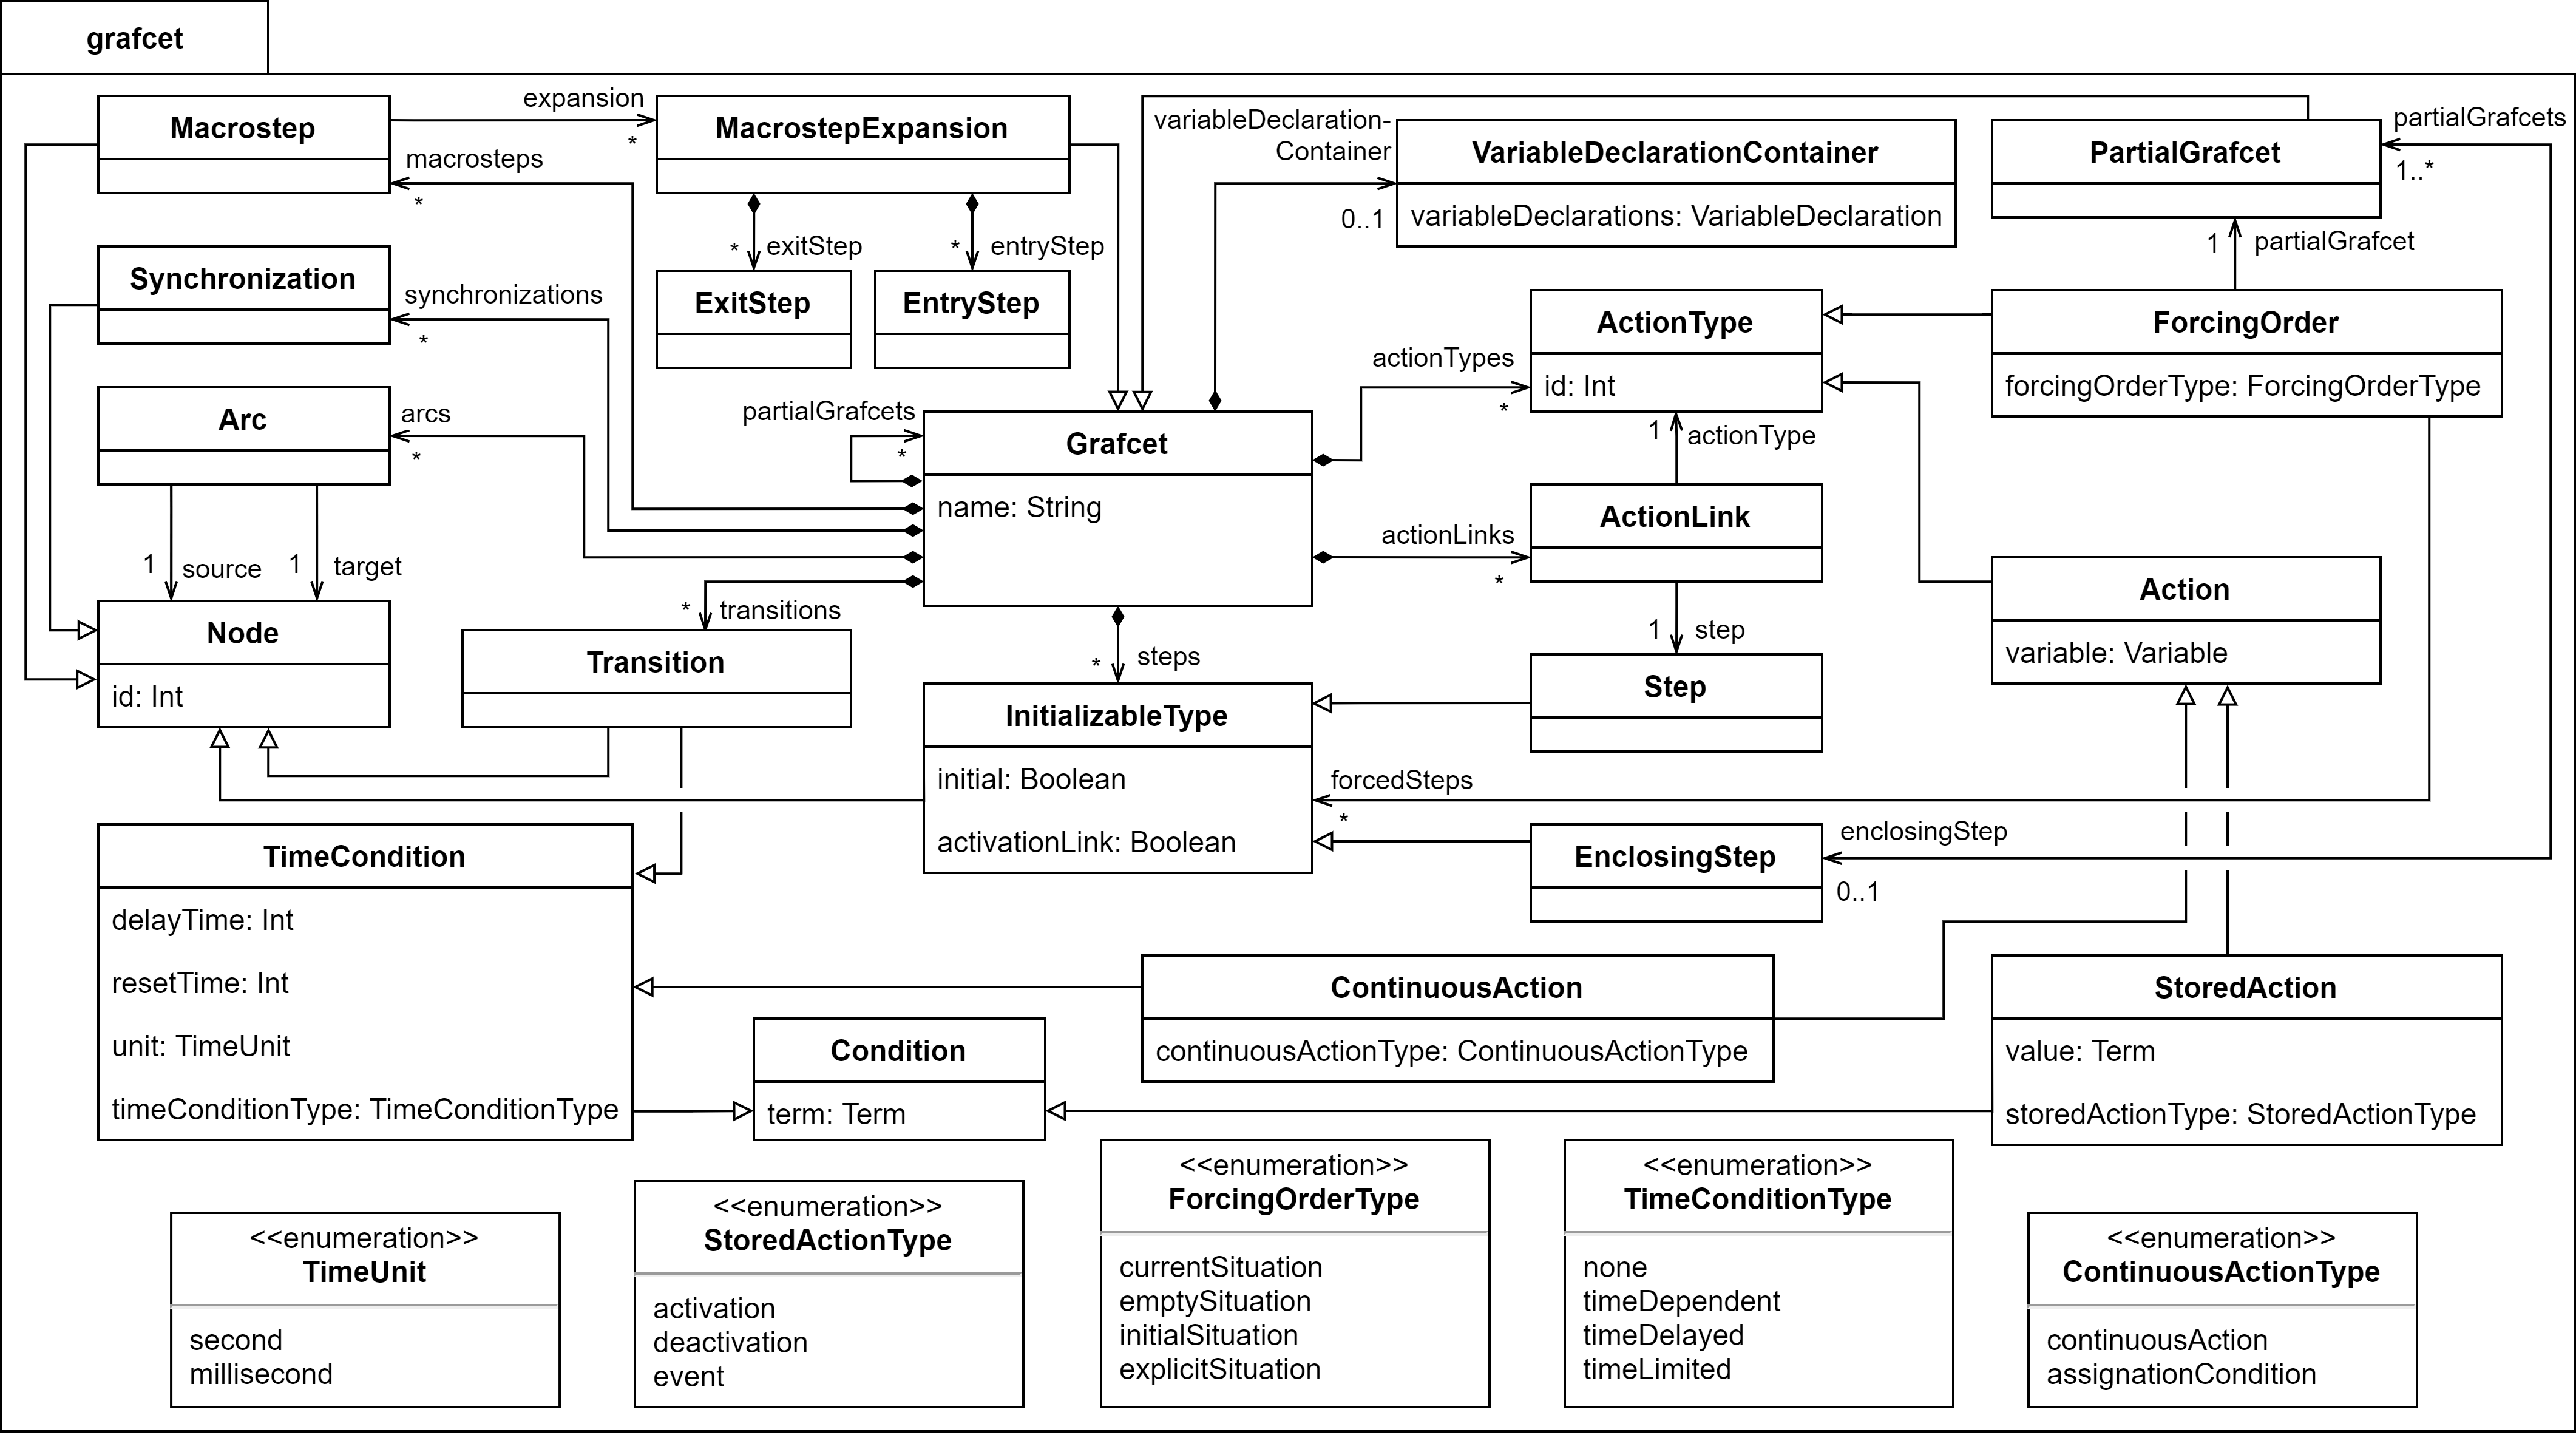 grafcet
Macrostep
expansion
*
macrosteps
*
MacrostepExpansion
* exitStep
* entryStep
ExitStep
EntryStep
variableDeclaration-
Container
0..1
VariableDeclarationContainer
variableDeclarations: VariableDeclaration
PartialGrafcet
partialGrafcets
1..*
1 partialGrafcet
Synchronization
synchronizations
*
Arc
arcs
*
1 source
1 target
Node
id: Int
partialGrafcets
*
Grafcet
name: String
actionTypes
*
ActionType
id: Int
ForcingOrder
forcingOrderType: ForcingOrderType
1 actionType
actionLinks
*
ActionLink
1 step
Action
variable: Variable
* transitions
Transition
* steps
InitializableType
initial: Boolean
activationLink: Boolean
Step
forcedSteps
*
EnclosingStep
enclosingStep
0..1
TimeCondition
delayTime: Int
resetTime: Int
unit: TimeUnit
timeConditionType: TimeConditionType
Condition
term: Term
ContinuousAction
continuousActionType: ContinuousActionType
StoredAction
value: Term
storedActionType: StoredActionType
<<enumeration>>
TimeUnit
second
millisecond
<<enumeration>>
StoredActionType
activation
deactivation
event
<<enumeration>>
ForcingOrderType
currentSituation
emptySituation
initialSituation
explicitSituation
<<enumeration>>
TimeConditionType
none
timeDependent
timeDelayed
timeLimited
<<enumeration>>
ContinuousActionType
continuousAction
assignationCondition